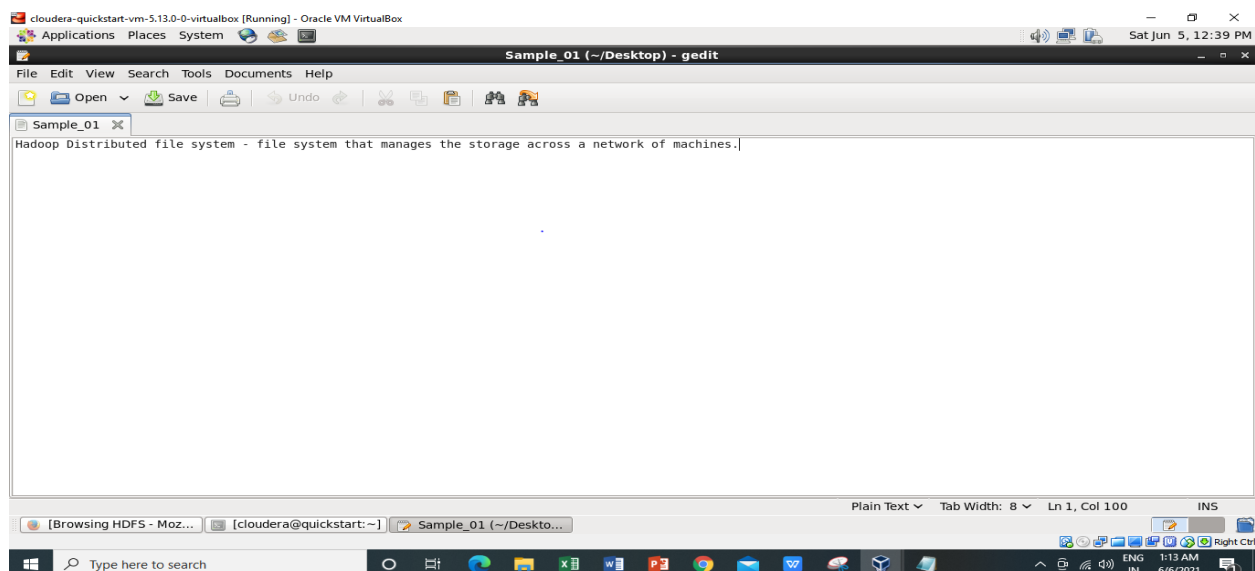 cloudera-quickstart-vm-5.13.0-0-virtualbox [Running] - Oracle VM VirtualBox
Applications Places System Sat Jun 5, 12:39 PM
Sample_01 (~/Desktop) - gedit
File Edit View Search Tools Documents Help
Open Save Undo
Sample_01
Hadoop Distributed file system - file system that manages the storage across a network of machines.
Plain Text Tab Width: 8 Ln 1, Col 100 INS
[Browsing HDFS - Moz... [cloudera@quickstart:~] Sample_01 (~/Deskto...
Right Ctrl
Type here to search ENG 1:13 AM
IN 6/6/2021